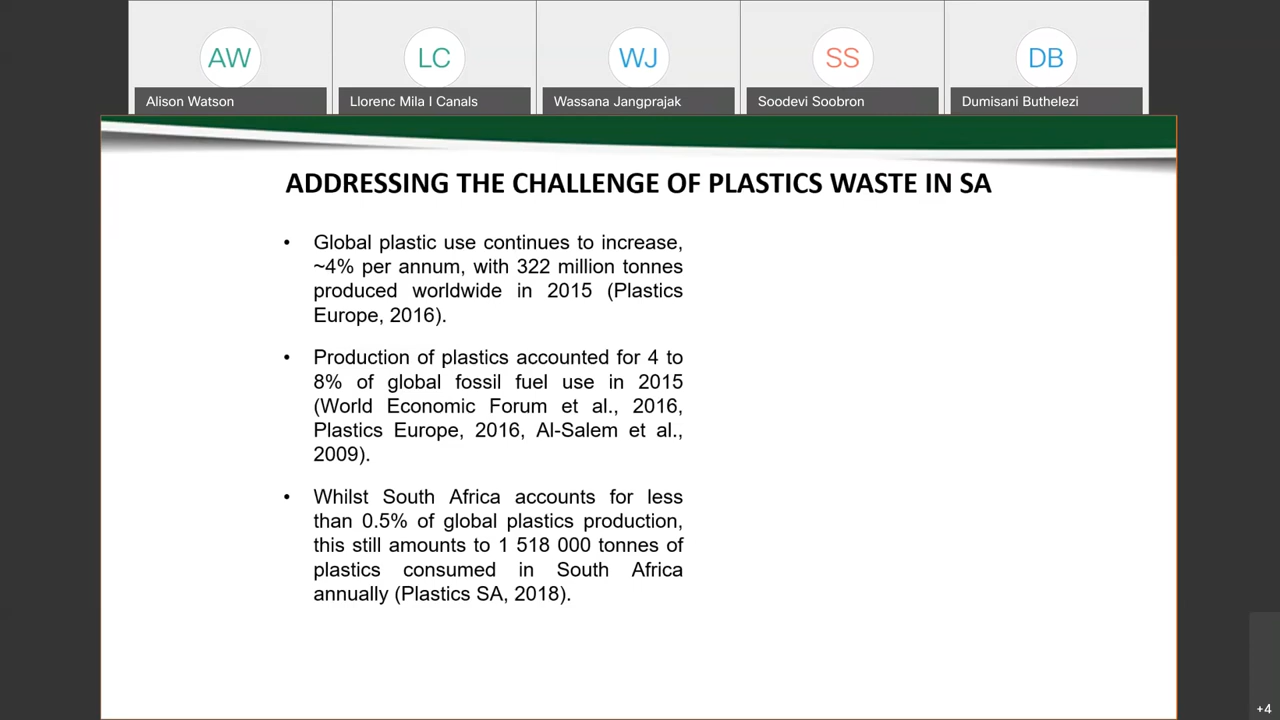 AW
LC
WJ
SS
DB
Alison Watson
Llorenc Mila I Canals
Wassana Jangprajak
Soodevi Soobron
Dumisani Buthelezi
ADDRESSING THE CHALLENGE OF PLASTICS WASTE IN SA
• Global plastic use continues to increase,
~4% per annum, with 322 million tonnes
produced worldwide in 2015 (Plastics
Europe, 2016).
• Production of plastics accounted for 4 to
8% of global fossil fuel use in 2015
(World Economic Forum et al., 2016,
Plastics Europe, 2016, Al-Salem et al.,
2009).
• Whilst South Africa accounts for less
than 0.5% of global plastics production,
this still amounts to 1 518 000 tonnes of
plastics consumed in South Africa
annually (Plastics SA, 2018).
+4